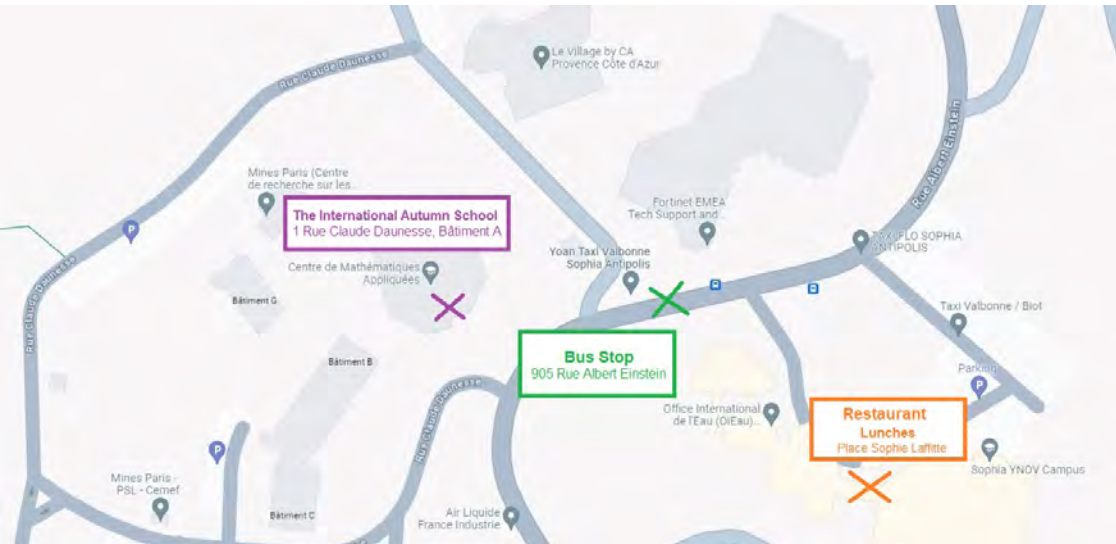 Le Village by CA
Provence Côte d'Azur
Rue Claude Daunesse
Rue Albert Einstein
Mines Paris (Centre
de recherche sur les...
The International Autumn School
1 Rue Claude Daunesse, Bâtiment A
Fortinet EMEA
Tech Support and...
TAXI FLO SOPHIA
ANTIPOLIS
P
Yoan Taxi Valbonne
Sophia Antipolis
Centre de Mathématiques
Appliquées
Bâtiment G
Rue Claude Daunesse
Taxi Valbonne / Biot
Bus Stop
905 Rue Albert Einstein
Bâtiment B
Parking
P
Rue Claude Daunesse
Office International
de l'Eau (OiEau)...
Restaurant
Lunches
Place Sophie Laffitte
P
Sophia YNOV Campus
Mines Paris -
PSL - Cemef
Bâtiment C
Air Liquide
France Industrie